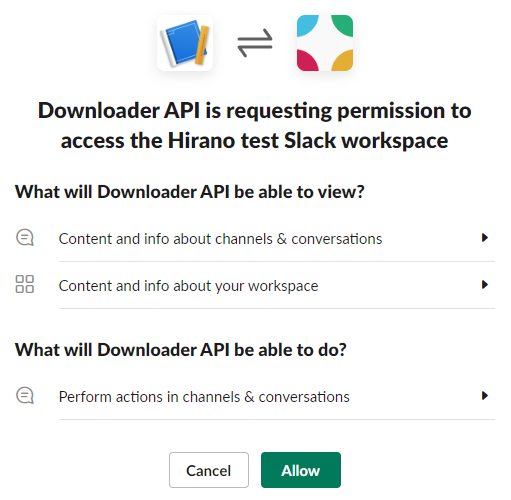 Downloader API is requesting permission to
access the Hirano test Slack workspace
What will Downloader API be able to view?
Content and info about channels & conversations
Content and info about your workspace
What will Downloader API be able to do?
Perform actions in channels & conversations
Cancel
Allow